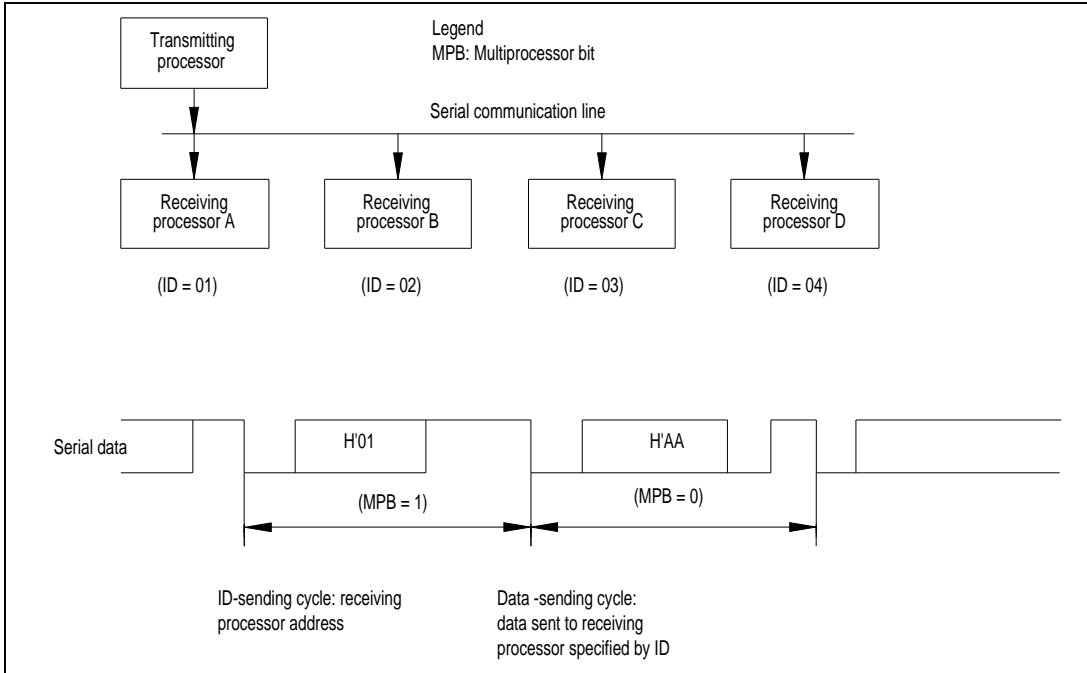 Transmitting
processor
Legend
MPB: Multiprocessor bit
Serial communication line
Receiving
processor A
Receiving
processor B
Receiving
processor C
Receiving
processor D
(ID = 01)
(ID = 02)
(ID = 03)
(ID = 04)
Serial data
H'01
H'AA
(MPB = 1)
(MPB = 0)
ID-sending cycle: receiving
processor address
Data -sending cycle:
data sent to receiving
processor specified by ID